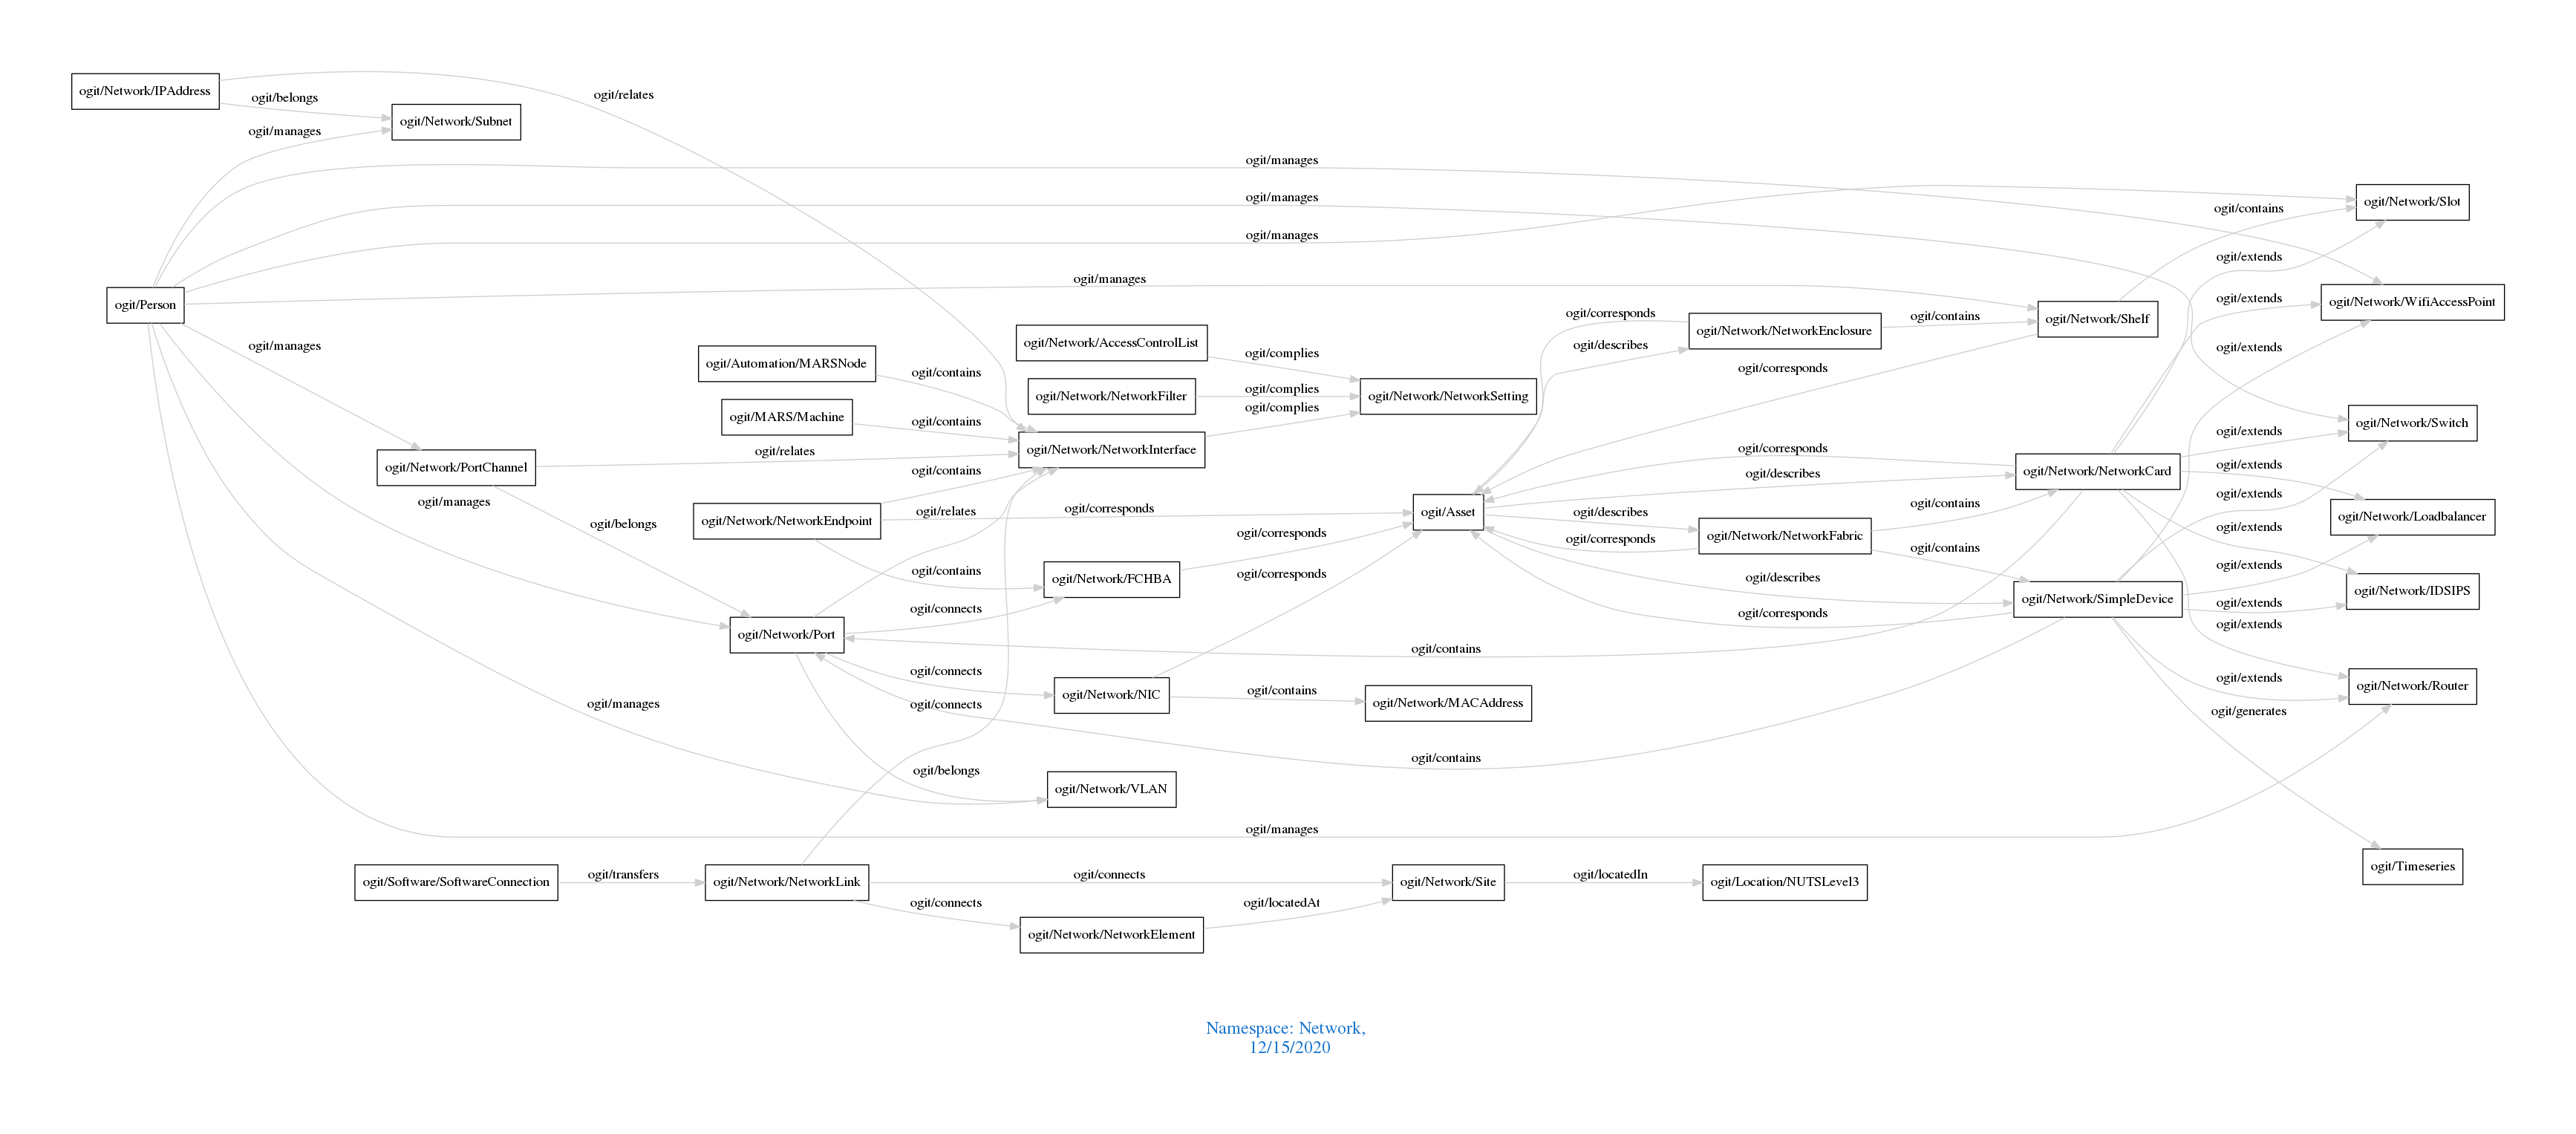 ogit/Network/IPAddress
ogit/belongs
ogit/relates
ogit/Network/Subnet
ogit/manages
ogit/manages
ogit/manages
ogit/manages
ogit/Network/Slot
ogit/contains
ogit/extends
ogit/manages
ogit/Person
ogit/extends
ogit/Network/WifiAccessPoint
ogit/corresponds
ogit/Network/NetworkEnclosure
ogit/contains
ogit/Network/Shelf
ogit/manages
ogit/Network/AccessControlList
ogit/complies
ogit/describes
ogit/extends
ogit/Automation/MARSNode
ogit/contains
ogit/corresponds
ogit/Network/NetworkFilter
ogit/complies
ogit/Network/NetworkSetting
ogit/complies
ogit/MARS/Machine
ogit/contains
ogit/Network/Switch
ogit/extends
ogit/relates
ogit/Network/NetworkInterface
ogit/corresponds
ogit/Network/PortChannel
ogit/contains
ogit/describes
ogit/Network/NetworkCard
ogit/extends
ogit/manages
ogit/extends
ogit/contains
ogit/belongs
ogit/Network/NetworkEndpoint
ogit/relates
ogit/corresponds
ogit/Asset
ogit/describes
ogit/Network/Loadbalancer
ogit/extends
ogit/corresponds
ogit/corresponds
ogit/Network/NetworkFabric
ogit/contains
ogit/contains
ogit/Network/FCHBA
ogit/corresponds
ogit/describes
ogit/extends
ogit/Network/IDSIPS
ogit/connects
ogit/corresponds
ogit/Network/SimpleDevice
ogit/extends
ogit/extends
ogit/Network/Port
ogit/contains
ogit/connects
ogit/Network/NIC
ogit/contains
ogit/Network/MACAddress
ogit/extends
ogit/Network/Router
ogit/manages
ogit/connects
ogit/generates
ogit/contains
ogit/belongs
ogit/Network/VLAN
ogit/manages
ogit/Timeseries
ogit/Software/SoftwareConnection
ogit/transfers
ogit/Network/NetworkLink
ogit/connects
ogit/Network/Site
ogit/locatedIn
ogit/Location/NUTSLevel3
ogit/connects
ogit/locatedAt
ogit/Network/NetworkElement
Namespace: Network,
12/15/2020